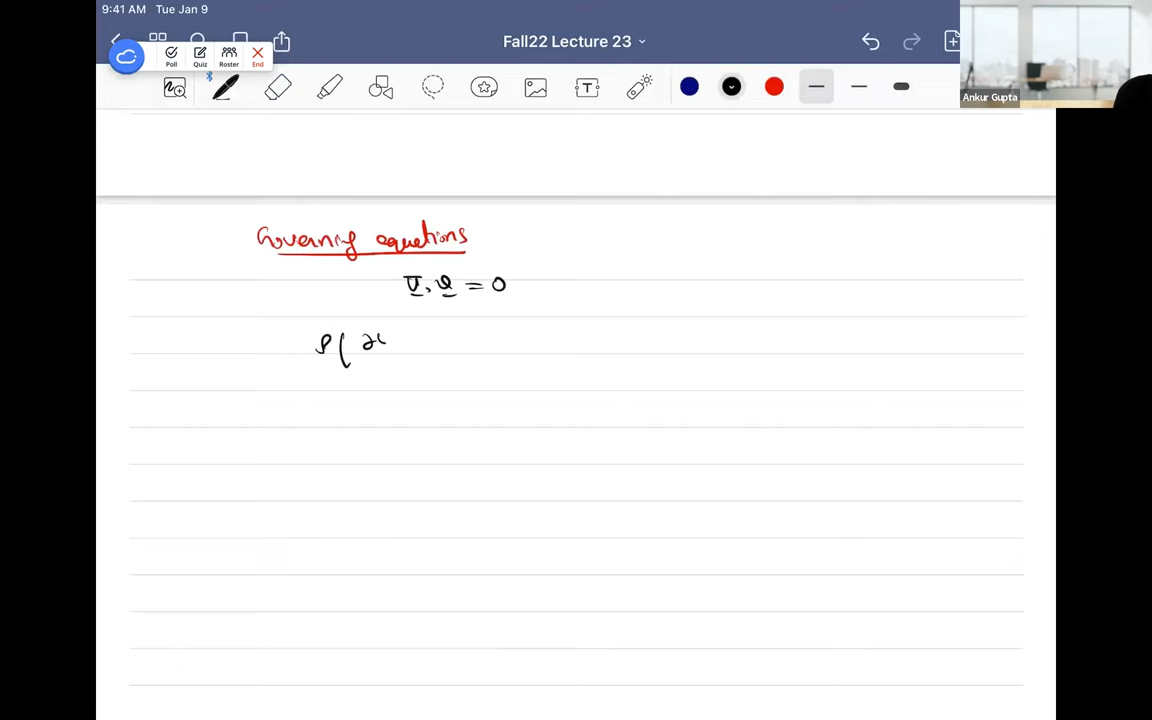 9:41 AM Tue Jan 9
Poll Quiz Roster End
Fall22 Lecture 23
Ankur Gupta
Governing equations
∇ . v = 0
ρ ( ∂